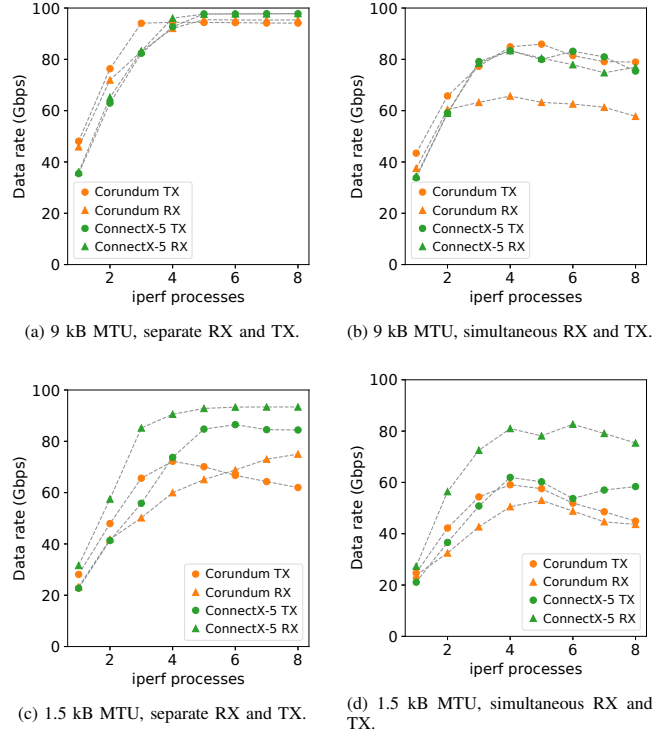 100
80
60
40
20
0
Data rate (Gbps)
Corundum TX
Corundum RX
ConnectX-5 TX
ConnectX-5 RX
2 4 6 8
iperf processes
(a) 9 kB MTU, separate RX and TX.
100
80
60
40
20
0
Data rate (Gbps)
Corundum TX
Corundum RX
ConnectX-5 TX
ConnectX-5 RX
2 4 6 8
iperf processes
(b) 9 kB MTU, simultaneous RX and TX.
100
80
60
40
20
0
Data rate (Gbps)
Corundum TX
Corundum RX
ConnectX-5 TX
ConnectX-5 RX
2 4 6 8
iperf processes
(c) 1.5 kB MTU, separate RX and TX.
100
80
60
40
20
0
Data rate (Gbps)
Corundum TX
Corundum RX
ConnectX-5 TX
ConnectX-5 RX
2 4 6 8
iperf processes
(d) 1.5 kB MTU, simultaneous RX and
TX.